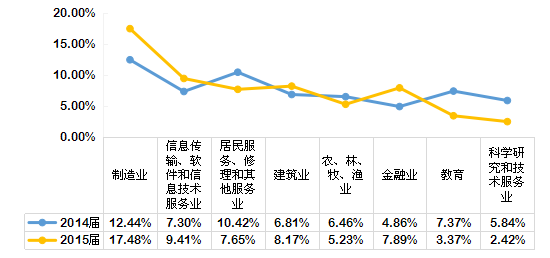 20.00%
15.00%
10.00%
5.00%
0.00%
制造业
信息传
输、软
件和信
息技术
服务业
居民服
务、修
理和其
他服务
业
建筑业
农、林、
牧、渔
业
金融业
教育
科学研
究和技
术服务
业
2014届 12.44% 7.30% 10.42% 6.81% 6.46% 4.86% 7.37% 5.84%
2015届 17.48% 9.41% 7.65% 8.17% 5.23% 7.89% 3.37% 2.42%